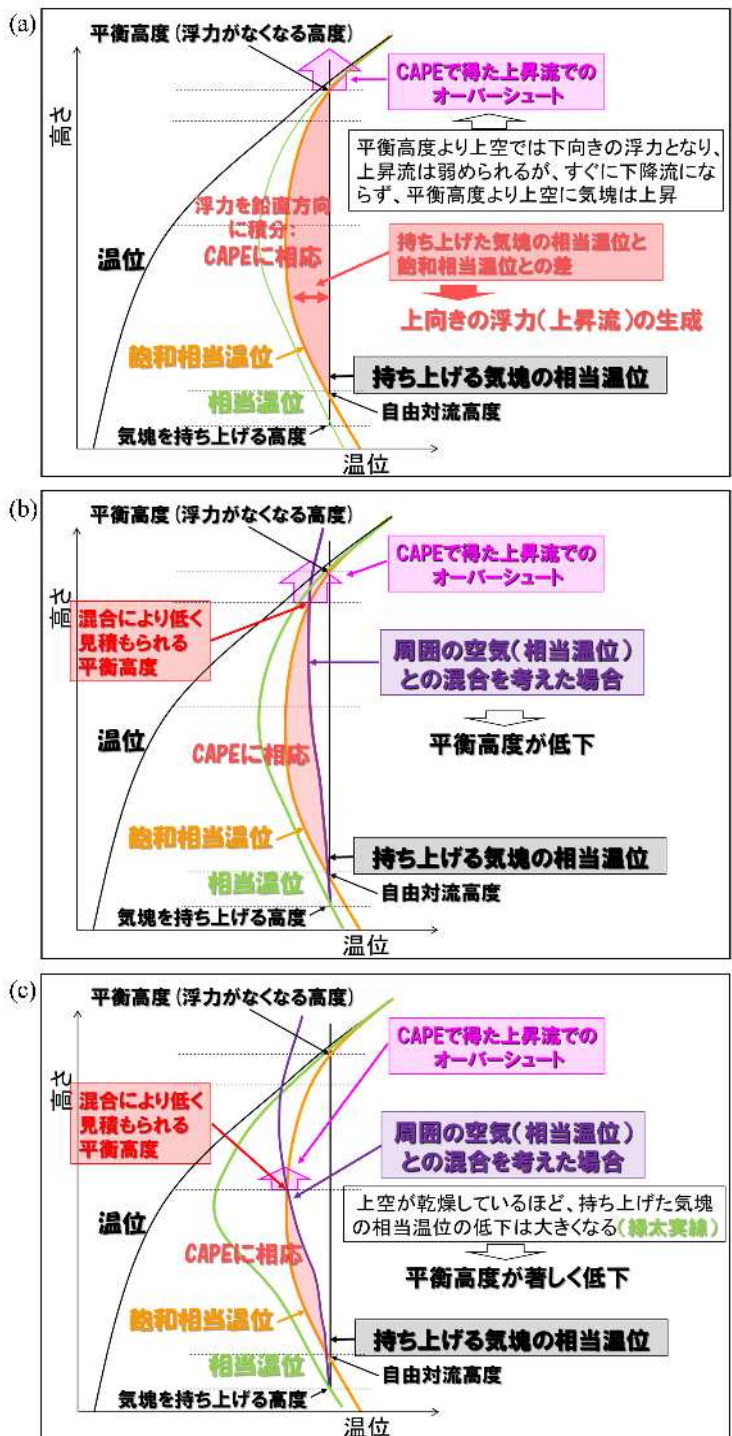 (a)
平衡高度(浮力がなくなる高度)
CAPEで得た上昇流での
オーバーシュート
高さ
平衡高度より上空では下向きの浮力となり、
上昇流は弱められるが、すぐに下降流にな
らず、平衡高度より上空に気塊は上昇
浮力を鉛直方向
に積分:
CAPEに相応
温位
持ち上げた気塊の相当温位と
飽和相当温位との差
上向きの浮力(上昇流)の生成
飽和相当温位
持ち上げる気塊の相当温位
相当温位
自由対流高度
気塊を持ち上げる高度
温位
(b)
平衡高度(浮力がなくなる高度)
CAPEで得た上昇流での
オーバーシュート
高さ
混合により低く
見積もられる
平衡高度
周囲の空気(相当温位)
との混合を考えた場合
平衡高度が低下
温位
CAPEに相応
飽和相当温位
持ち上げる気塊の相当温位
相当温位
自由対流高度
気塊を持ち上げる高度
温位
(c)
平衡高度(浮力がなくなる高度)
CAPEで得た上昇流での
オーバーシュート
高さ
混合により低く
見積もられる
平衡高度
周囲の空気(相当温位)
との混合を考えた場合
上空が乾燥しているほど、持ち上げた気塊
の相当温位の低下は大きくなる(緑太実線)
平衡高度が著しく低下
温位
CAPEに相応
飽和相当温位
持ち上げる気塊の相当温位
相当温位
自由対流高度
気塊を持ち上げる高度
温位